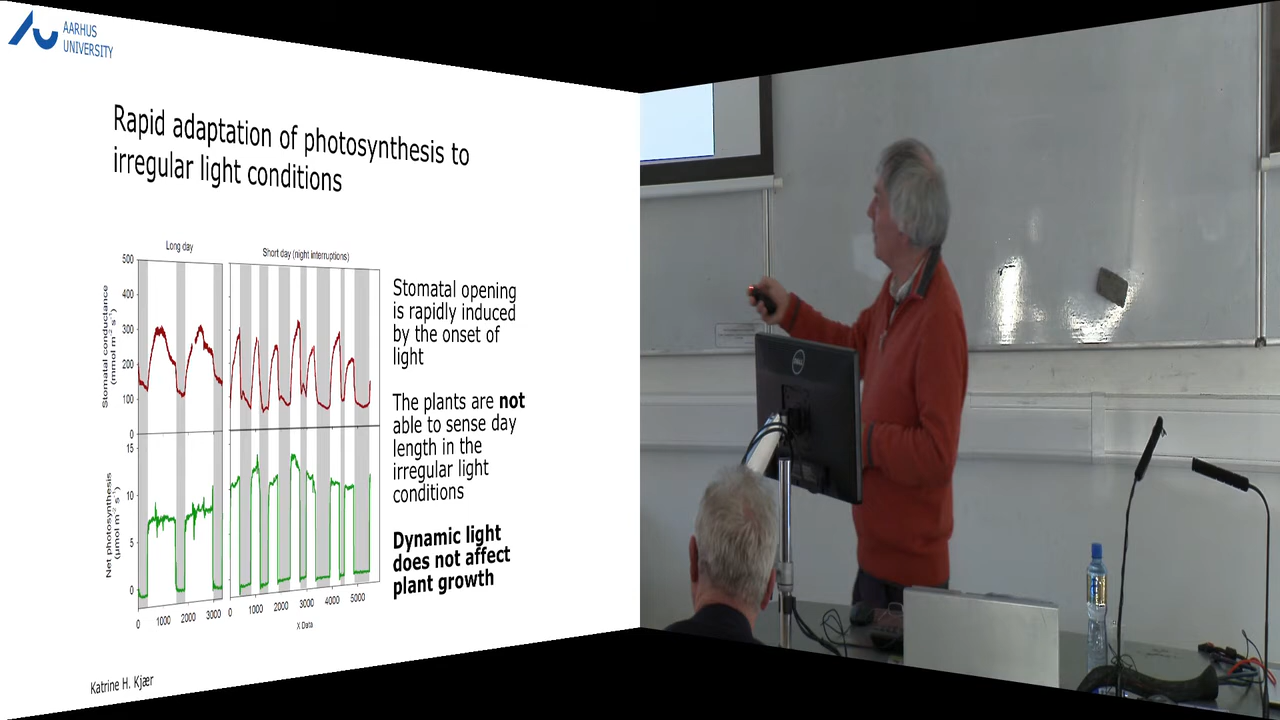 AARHUS
UNIVERSITY
Rapid adaptation of photosynthesis to
irregular light conditions
Long day
Short day (night interruptions)
Stomatal conductance
(mmol m⁻² s⁻¹)
500
400
300
200
100
0
Net photosynthesis
(μmol m⁻² s⁻¹)
15
10
5
0
0 1000 2000 3000 0 1000 2000 3000 4000 5000
X Data
Stomatal opening
is rapidly induced
by the onset of
light
The plants are not
able to sense day
length in the
irregular light
conditions
Dynamic light
does not affect
plant growth
Katrine H. Kjær
DELL